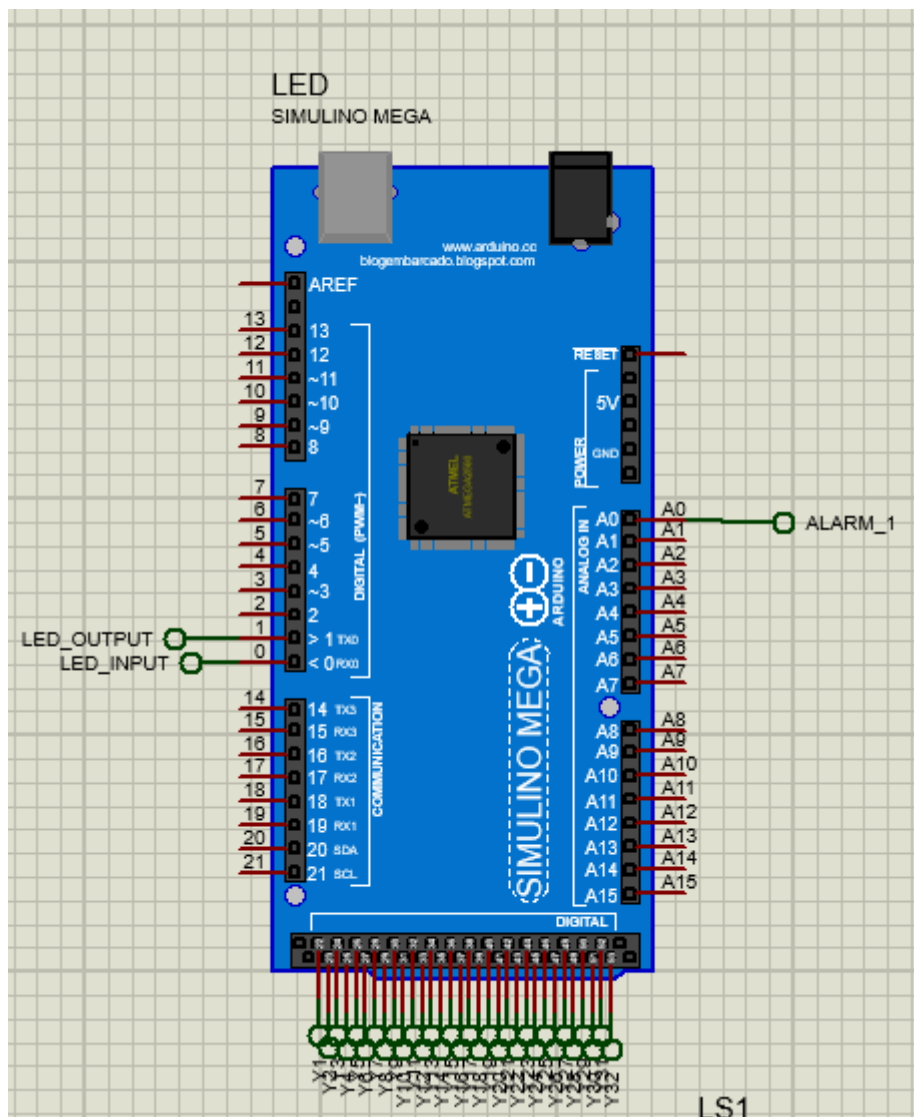 LED
SIMULINO MEGA
www.arduino.cc
blogembarcado.blogspot.com
AREF
13 13
12 12
11 ~11
10 ~10
9 ~9
8 8
RESET
5V
GND
POWER
ATMEL
ATMEGA2560
7 7
6 ~6
5 ~5
4 4
3 ~3
2 2
LED_OUTPUT 1 > 1 TX0
LED_INPUT 0 < 0 RX0
DIGITAL (PWM~)
ARDUINO
SIMULINO MEGA
ANALOG IN
A0 A0 ALARM_1
A1 A1
A2 A2
A3 A3
A4 A4
A5 A5
A6 A6
A7 A7
14 14 TX3
15 15 RX3
16 16 TX2
17 17 RX2
18 18 TX1
19 19 RX1
20 20 SDA
21 21 SCL
COMMUNICATION
A8 A8
A9 A9
A10 A10
A11 A11
A12 A12
A13 A13
A14 A14
A15 A15
DIGITAL
LS1